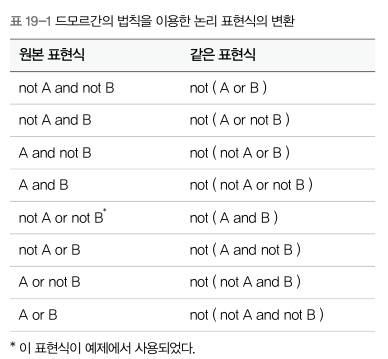 표 19-1 드모르간의 법칙을 이용한 논리 표현식의 변환
원본 표현식 같은 표현식
not A and not B not ( A or B )
not A and B not ( A or not B )
A and not B not ( not A or B )
A and B not ( not A or not B )
not A or not B* not ( A and B )
not A or B not ( A and not B )
A or not B not ( not A and B )
A or B not ( not A and not B )
* 이 표현식이 예제에서 사용되었다.